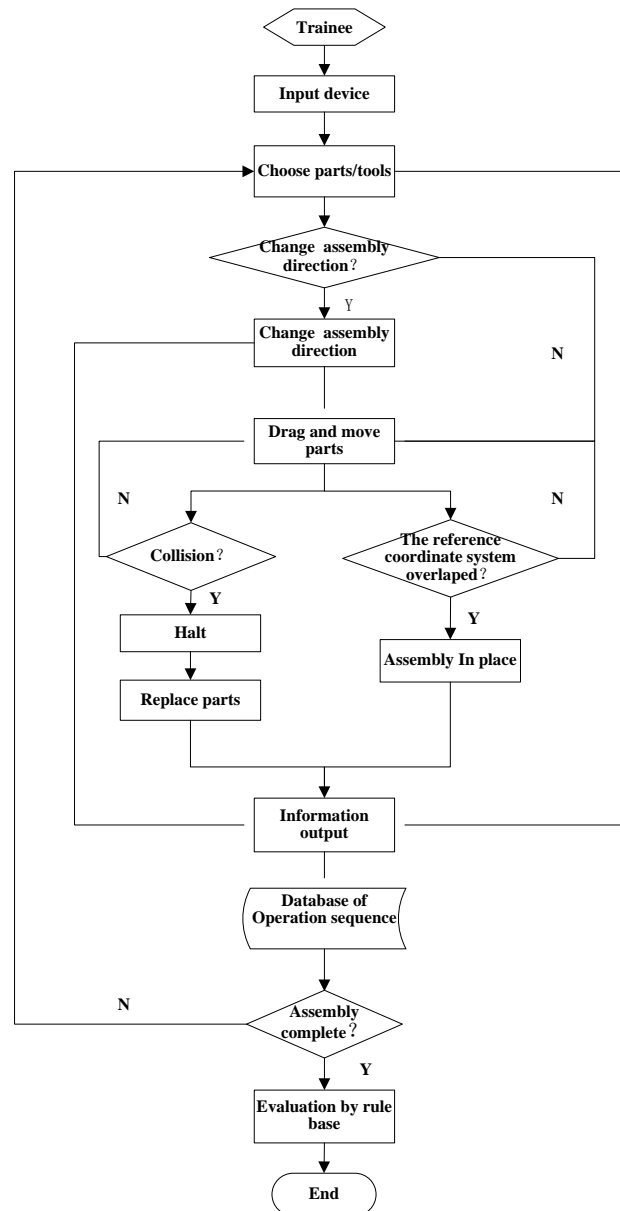 Trainee
Input device
Choose parts/tools
Change assembly
direction？
Y
Change assembly
direction
N
Drag and move
parts
N
N
Collision？
The reference
coordinate system
overlaped？
Y
Y
Halt
Assembly In place
Replace parts
Information
output
Database of
Operation sequence
N
Assembly
complete？
Y
Evaluation by rule
base
End